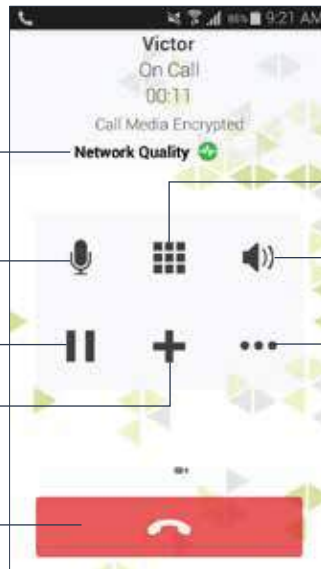 9:21 AM
Victor
On Call
00:11
Call Media Encrypted
Network Quality